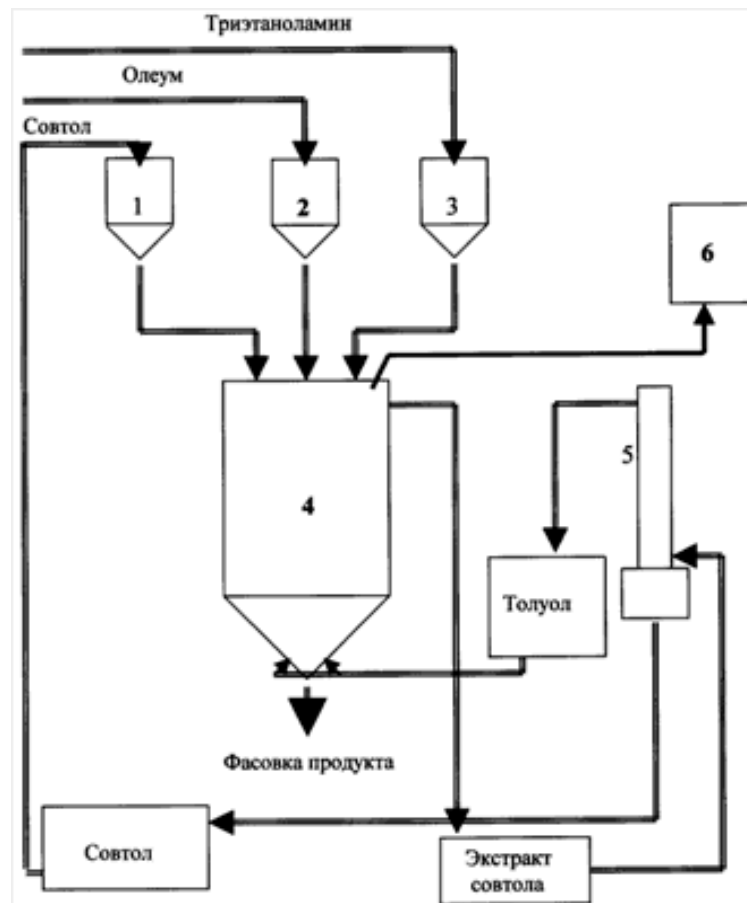 Триэтаноламин
Олеум
Совтол
1
2
3
6
5
4
Толуол
Фасовка продукта
Совтол
Экстракт
совтола